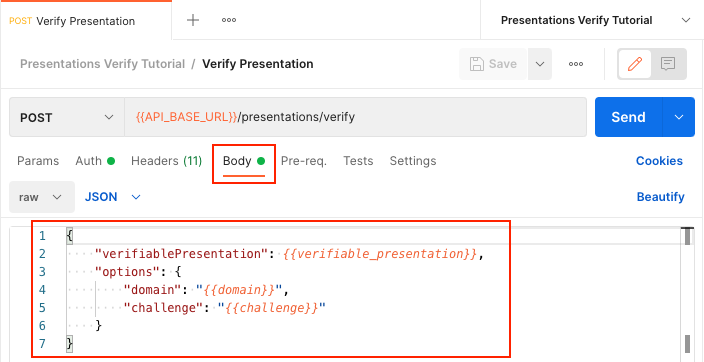 POST Verify Presentation + ooo Presentations Verify Tutorial
Presentations Verify Tutorial / Verify Presentation Save ooo
POST {{API_BASE_URL}}/presentations/verify Send
Params Auth Headers (11) Body Pre-req. Tests Settings Cookies
raw JSON Beautify
1 {
2 "verifiablePresentation": {{verifiable_presentation}},
3 "options": {
4 "domain": "{{domain}}",
5 "challenge": "{{challenge}}"
6 }
7 }